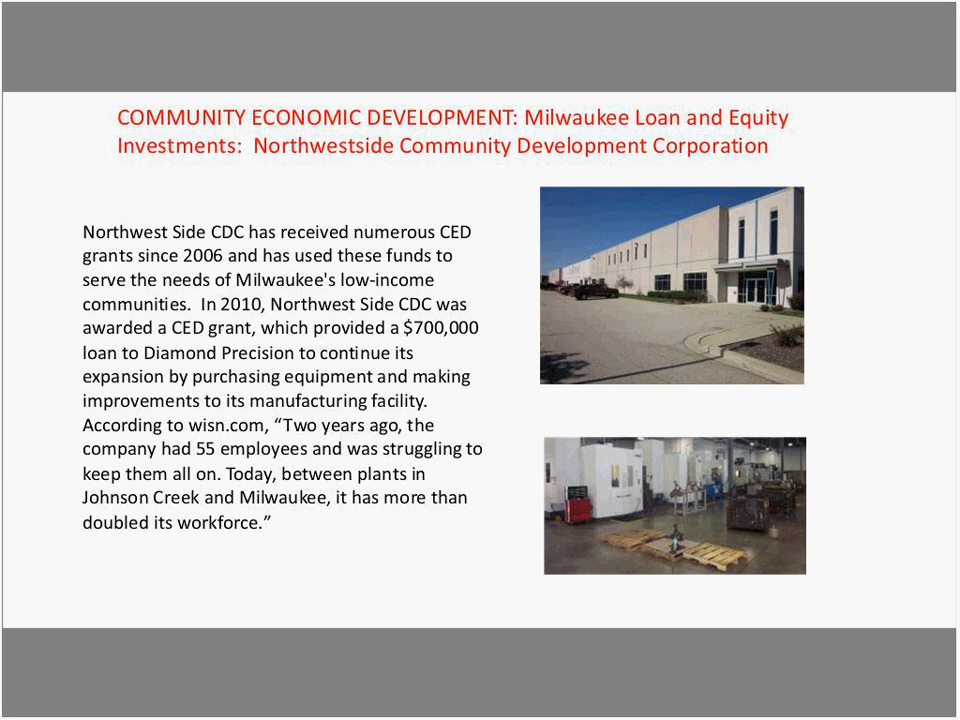 COMMUNITY ECONOMIC DEVELOPMENT: Milwaukee Loan and Equity
Investments:  Northwestside Community Development Corporation
Northwest Side CDC has received numerous CED
grants since 2006 and has used these funds to
serve the needs of Milwaukee's low-income
communities.  In 2010, Northwest Side CDC was
awarded a CED grant, which provided a $700,000
loan to Diamond Precision to continue its
expansion by purchasing equipment and making
improvements to its manufacturing facility.
According to wisn.com, “Two years ago, the
company had 55 employees and was struggling to
keep them all on. Today, between plants in
Johnson Creek and Milwaukee, it has more than
doubled its workforce.”